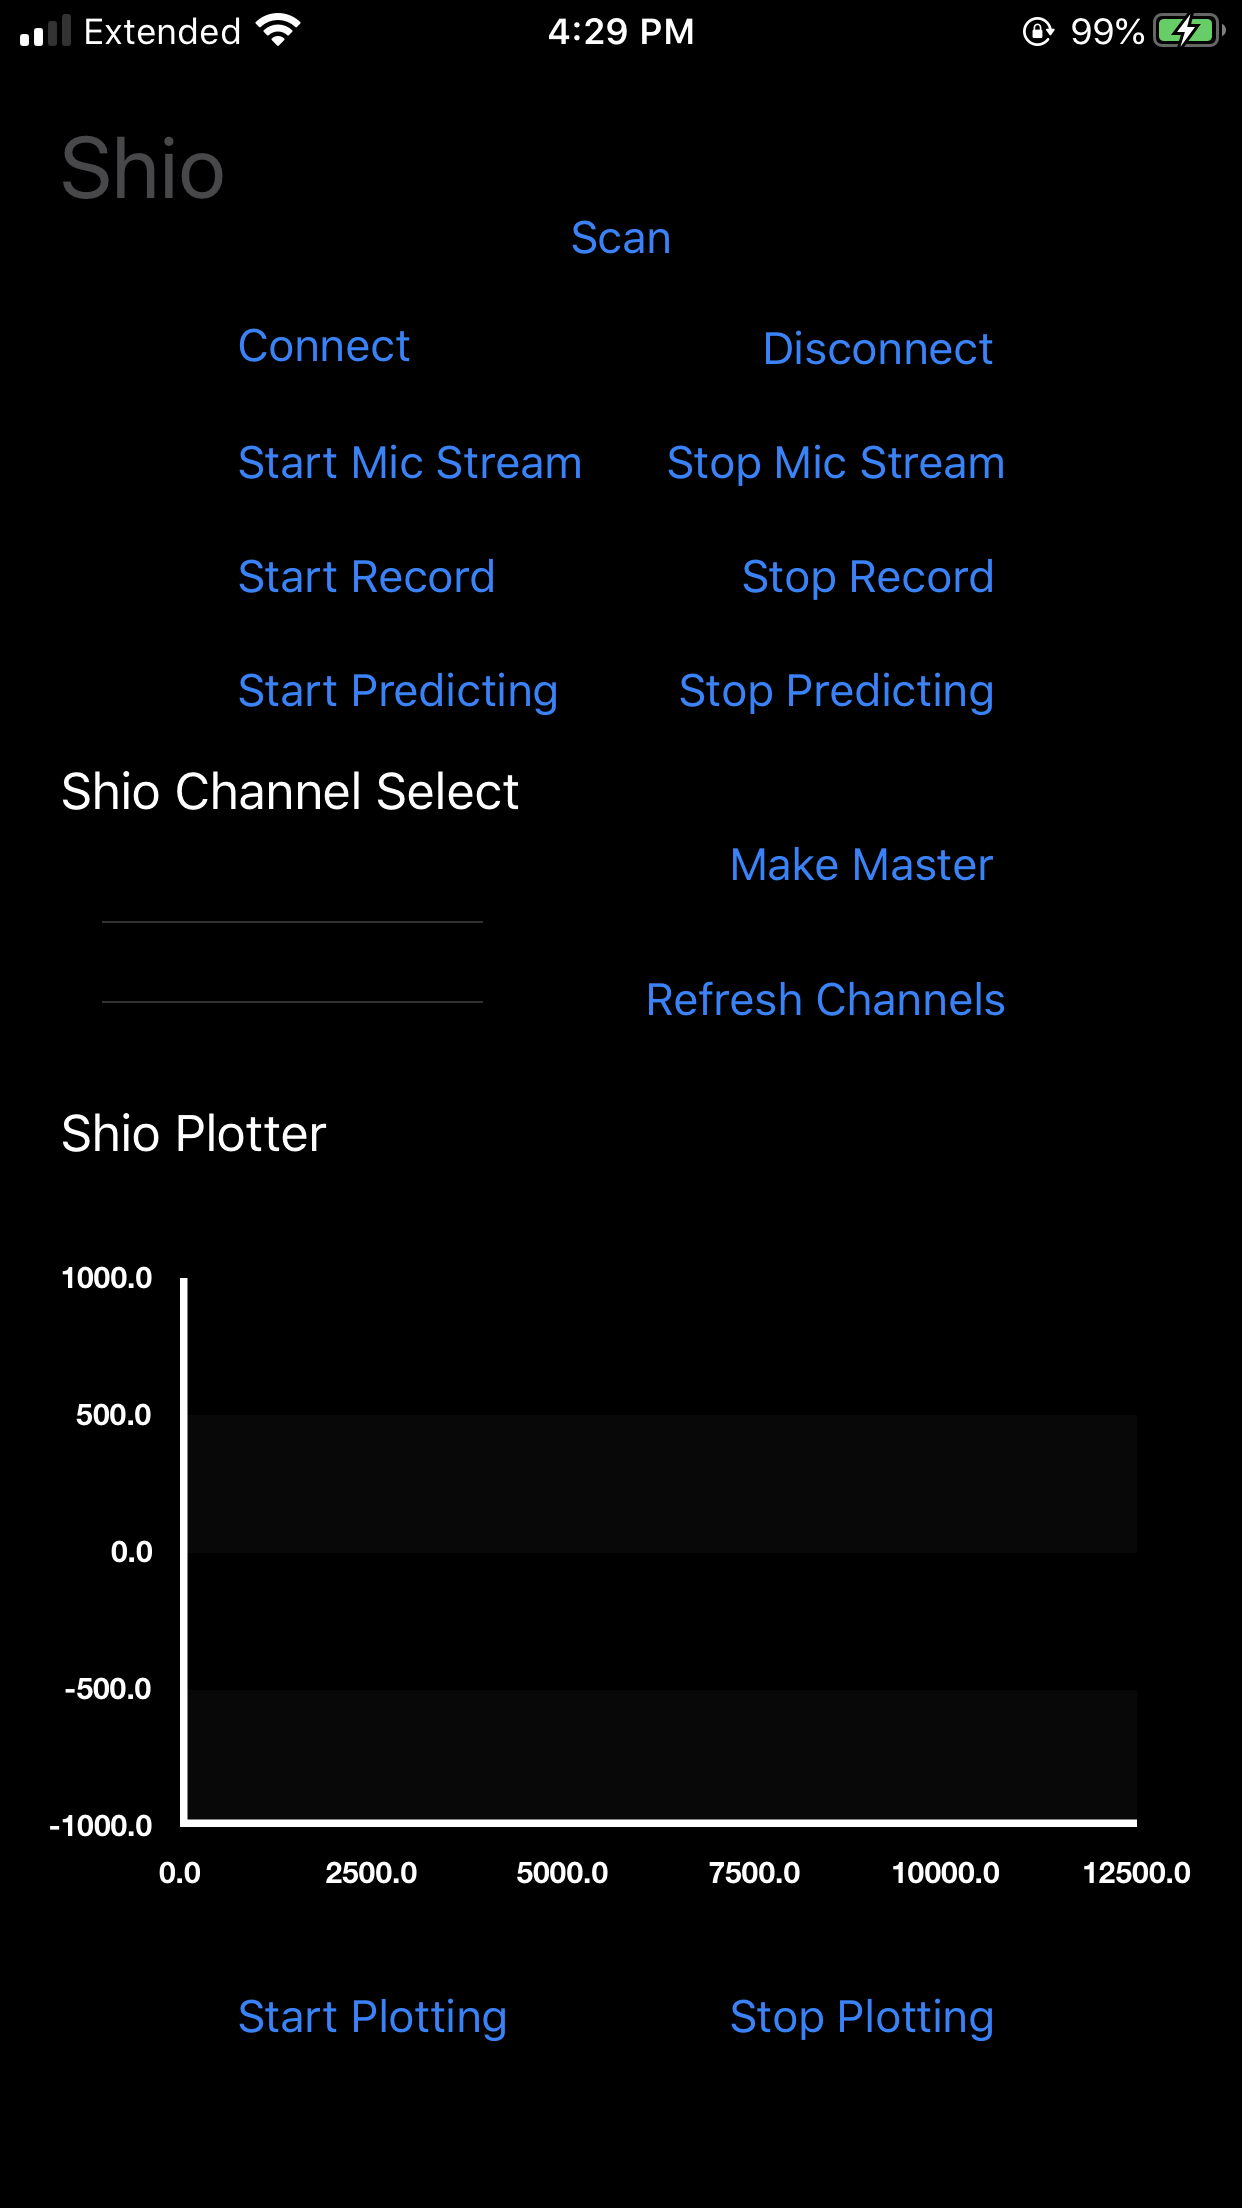 Extended 4:29 PM 99%
Shio
Scan
Connect Disconnect
Start Mic Stream Stop Mic Stream
Start Record Stop Record
Start Predicting Stop Predicting
Shio Channel Select
Make Master
Refresh Channels
Shio Plotter
1000.0
500.0
0.0
-500.0
-1000.0
0.0 2500.0 5000.0 7500.0 10000.0 12500.0
Start Plotting Stop Plotting